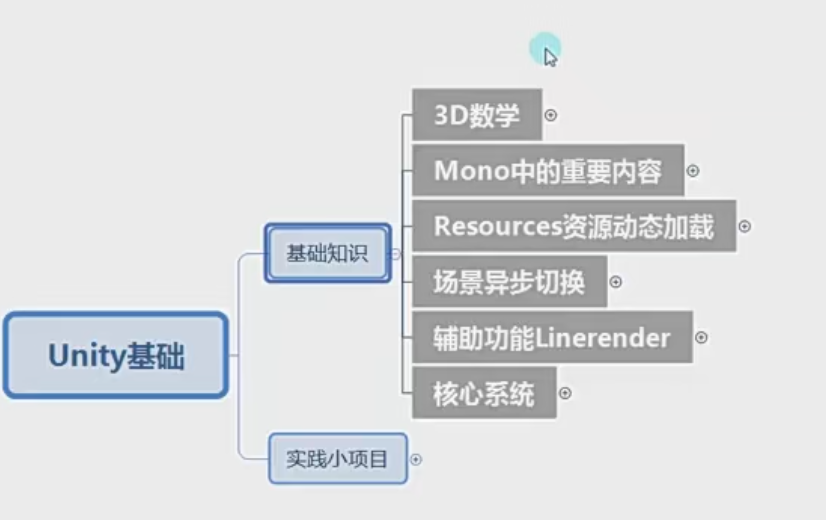 3D数学
Mono中的重要内容
Resources资源动态加载
基础知识
场景异步切换
Unity基础
辅助功能Linerender
核心系统
实践小项目